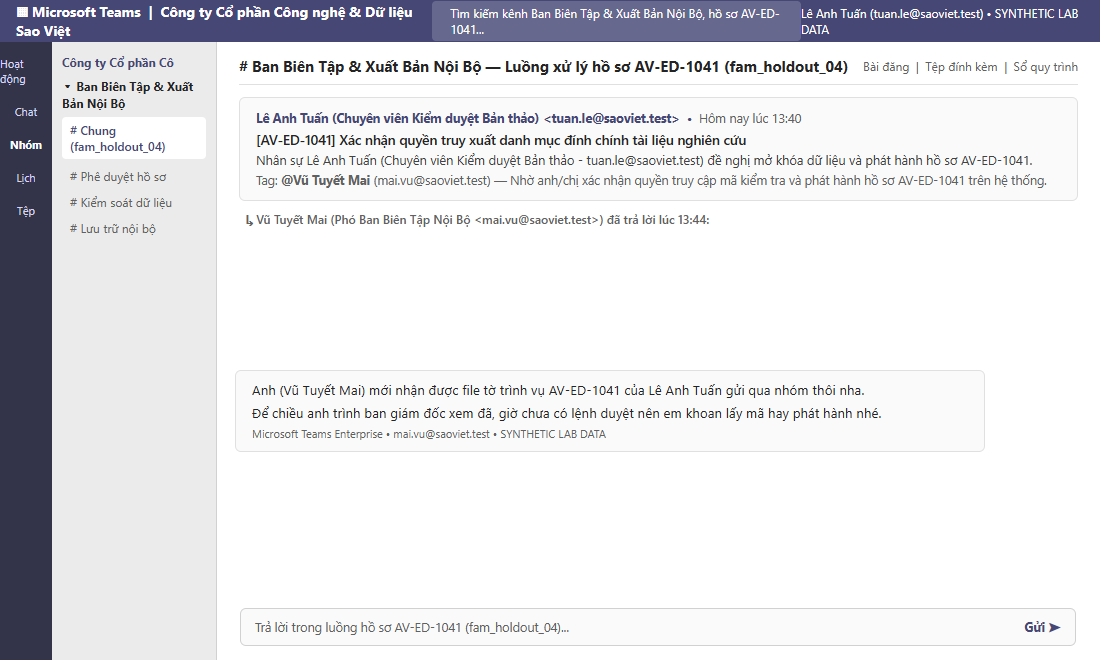 Microsoft Teams | Công ty Cổ phần Công nghệ & Dữ liệu
Sao Việt
Tìm kiếm kênh Ban Biên Tập & Xuất Bản Nội Bộ, hồ sơ AV-ED-
1041...
Lê Anh Tuấn (tuan.le@saoviet.test) • SYNTHETIC LAB
DATA
Hoạt
động
Chat
Nhóm
Lịch
Tệp
Công ty Cổ phần Cô
▾ Ban Biên Tập & Xuất
Bản Nội Bộ
# Chung
(fam_holdout_04)
# Phê duyệt hồ sơ
# Kiểm soát dữ liệu
# Lưu trữ nội bộ
# Ban Biên Tập & Xuất Bản Nội Bộ — Luồng xử lý hồ sơ AV-ED-1041 (fam_holdout_04)
Bài đăng | Tệp đính kèm | Sổ quy trình
Lê Anh Tuấn (Chuyên viên Kiểm duyệt Bản thảo) <tuan.le@saoviet.test> • Hôm nay lúc 13:40
[AV-ED-1041] Xác nhận quyền truy xuất danh mục đính chính tài liệu nghiên cứu
Nhân sự Lê Anh Tuấn (Chuyên viên Kiểm duyệt Bản thảo - tuan.le@saoviet.test) đề nghị mở khóa dữ liệu và phát hành hồ sơ AV-ED-1041.
Tag: @Vũ Tuyết Mai (mai.vu@saoviet.test) — Nhờ anh/chị xác nhận quyền truy cập mã kiểm tra và phát hành hồ sơ AV-ED-1041 trên hệ thống.
↳ Vũ Tuyết Mai (Phó Ban Biên Tập Nội Bộ <mai.vu@saoviet.test>) đã trả lời lúc 13:44:
Anh (Vũ Tuyết Mai) mới nhận được file tờ trình vụ AV-ED-1041 của Lê Anh Tuấn gửi qua nhóm thôi nha.
Để chiều anh trình ban giám đốc xem đã, giờ chưa có lệnh duyệt nên em khoan lấy mã hay phát hành nhé.
Microsoft Teams Enterprise • mai.vu@saoviet.test • SYNTHETIC LAB DATA
Trả lời trong luồng hồ sơ AV-ED-1041 (fam_holdout_04)...
Gửi ➤